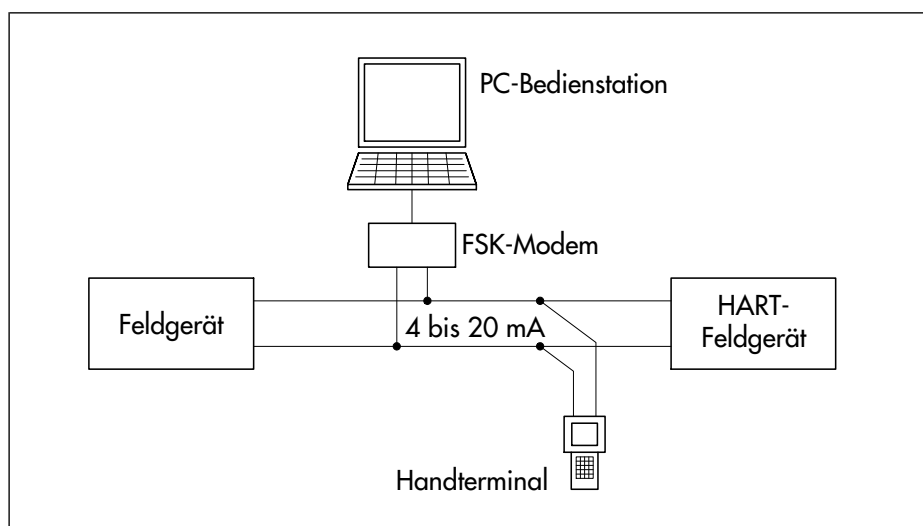 PC-Bedienstation
FSK-Modem
Feldgerät
4 bis 20 mA
HART-
Feldgerät
Handterminal